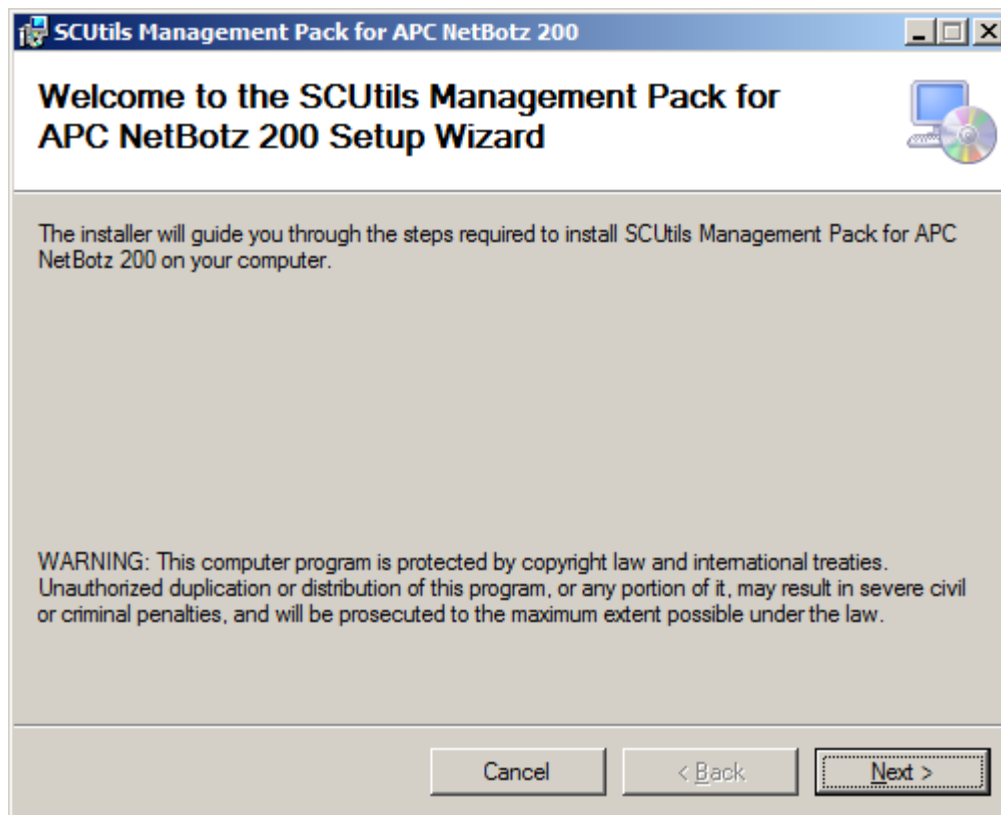 SCUtils Management Pack for APC NetBotz 200
Welcome to the SCUtils Management Pack for
APC NetBotz 200 Setup Wizard
The installer will guide you through the steps required to install SCUtils Management Pack for APC
NetBotz 200 on your computer.
WARNING: This computer program is protected by copyright law and international treaties.
Unauthorized duplication or distribution of this program, or any portion of it, may result in severe civil
or criminal penalties, and will be prosecuted to the maximum extent possible under the law.
Cancel
< Back
Next >